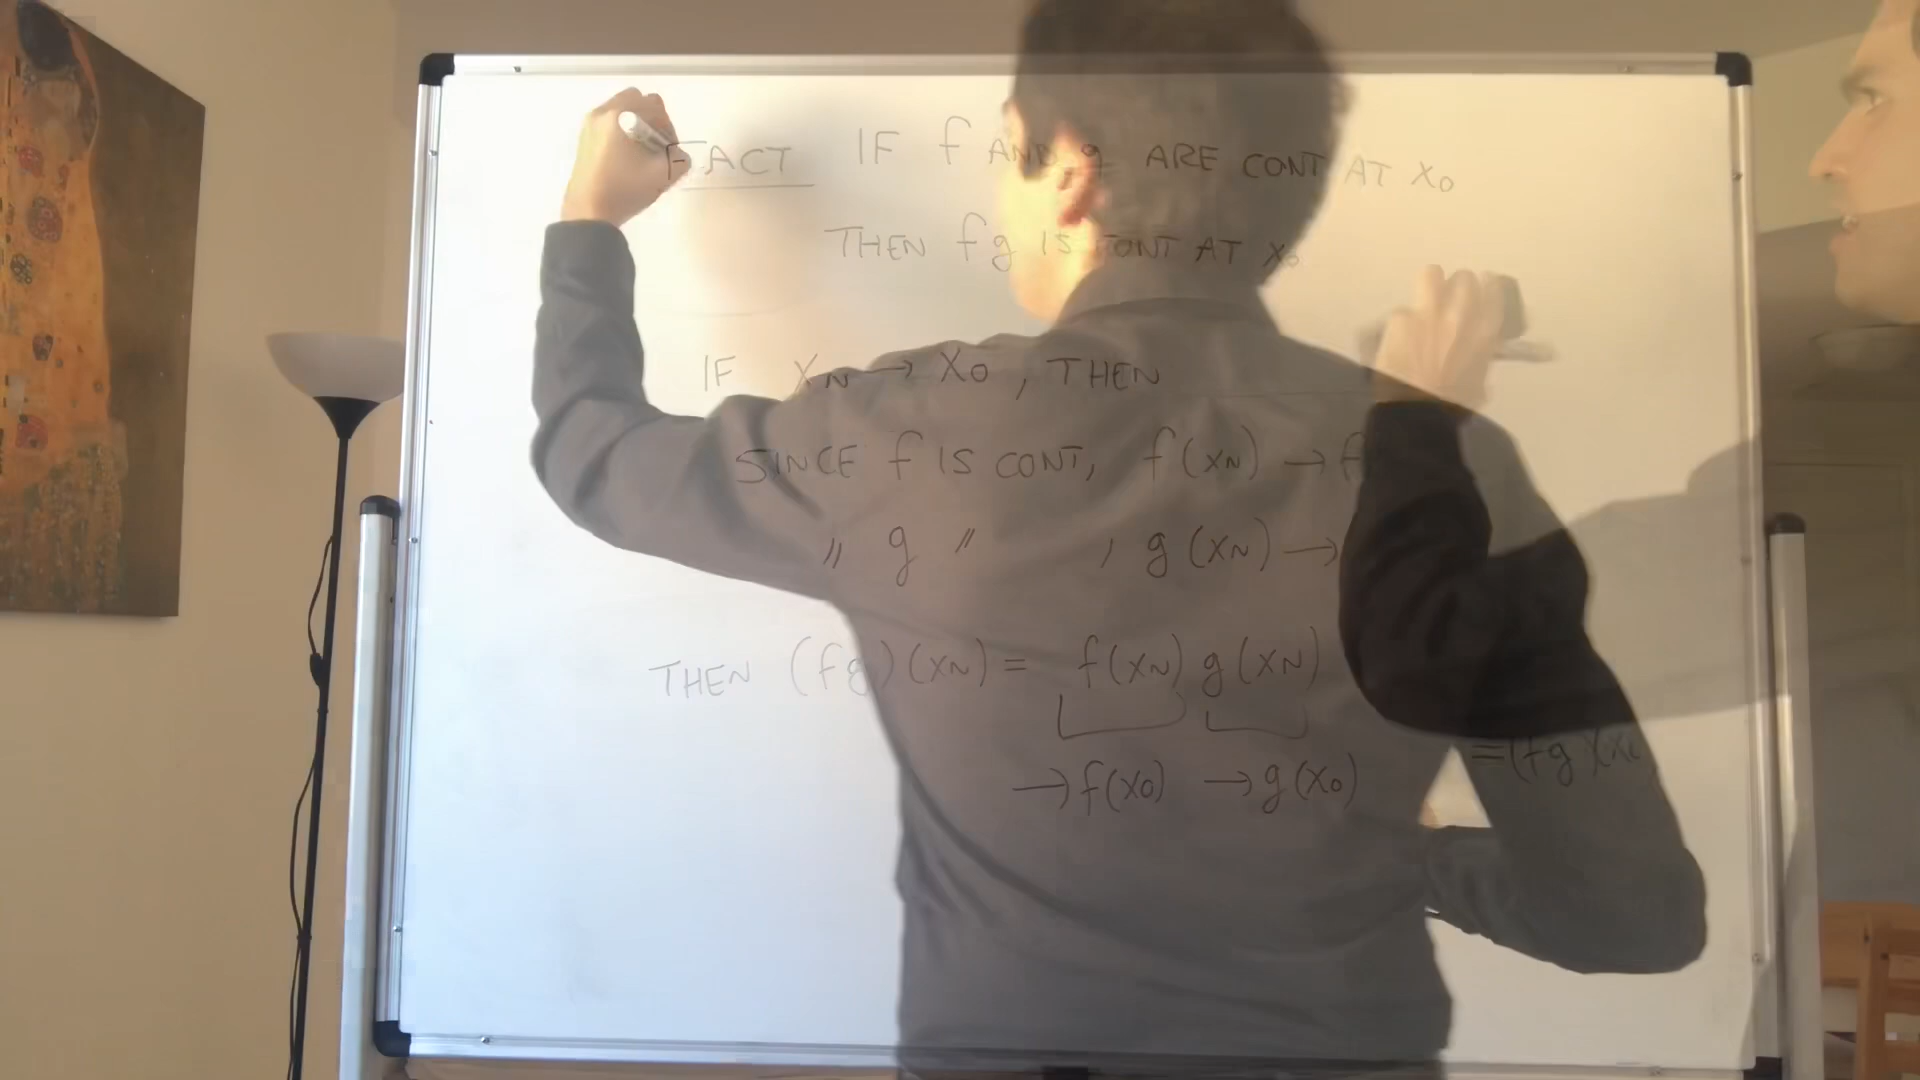 FACT IF f AND g ARE CONT AT x0
THEN fg IS CONT AT x0
IF xN → x0, THEN
SINCE f IS CONT, f(xN) → f
" g " , g(xN) →
THEN (fg)(xN) = f(xN) g(xN)
→ f(x0) → g(x0)
=(fg)(x